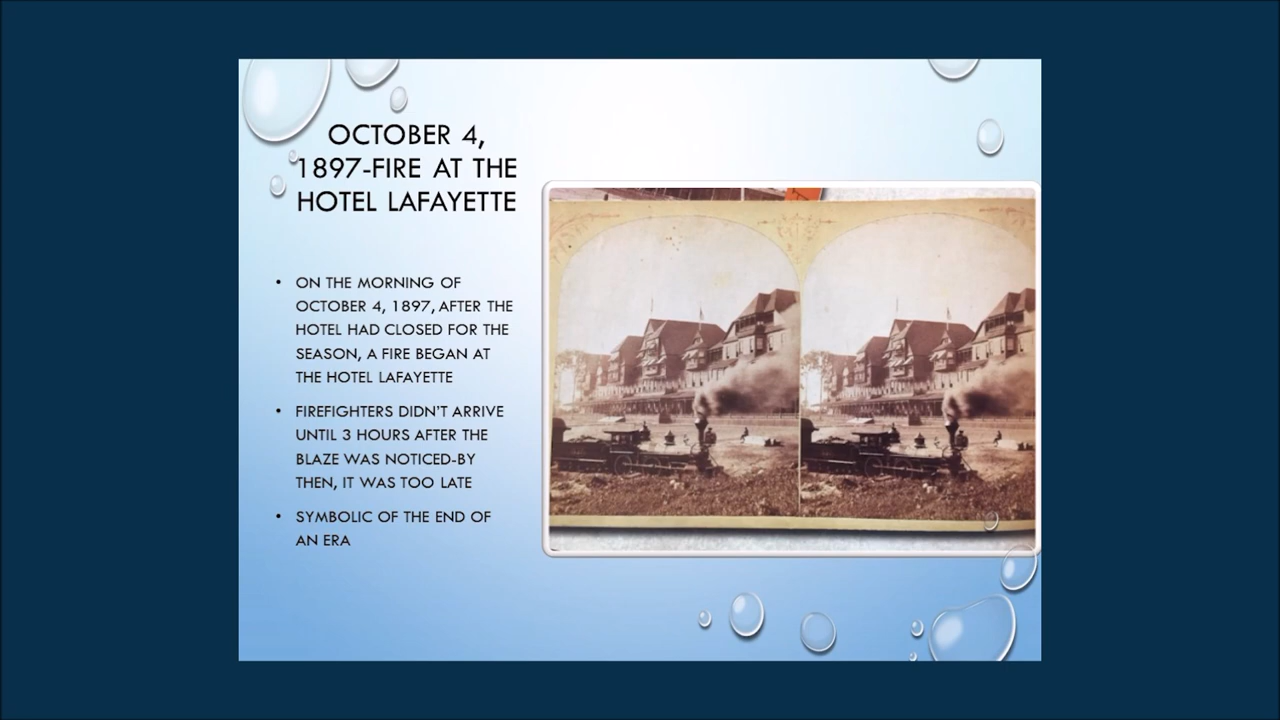 OCTOBER 4,
1897-FIRE AT THE
HOTEL LAFAYETTE
• ON THE MORNING OF
OCTOBER 4, 1897, AFTER THE
HOTEL HAD CLOSED FOR THE
SEASON, A FIRE BEGAN AT
THE HOTEL LAFAYETTE
• FIREFIGHTERS DIDN'T ARRIVE
UNTIL 3 HOURS AFTER THE
BLAZE WAS NOTICED-BY
THEN, IT WAS TOO LATE
• SYMBOLIC OF THE END OF
AN ERA